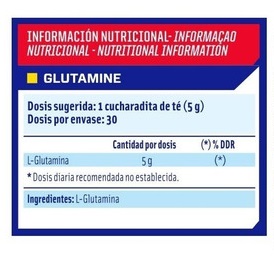 INFORMACIÓN NUTRICIONAL- INFORMAÇAO
NUTRICIONAL - NUTRITIONAL INFORMATION
GLUTAMINE
Dosis sugerida: 1 cucharadita de té (5 g)
Dosis por envase: 30
Cantidad por dosis (*) % DDR
L-Glutamina 5 g (*)
* Dosis diaria recomendada no establecida.
Ingredientes: L-Glutamina